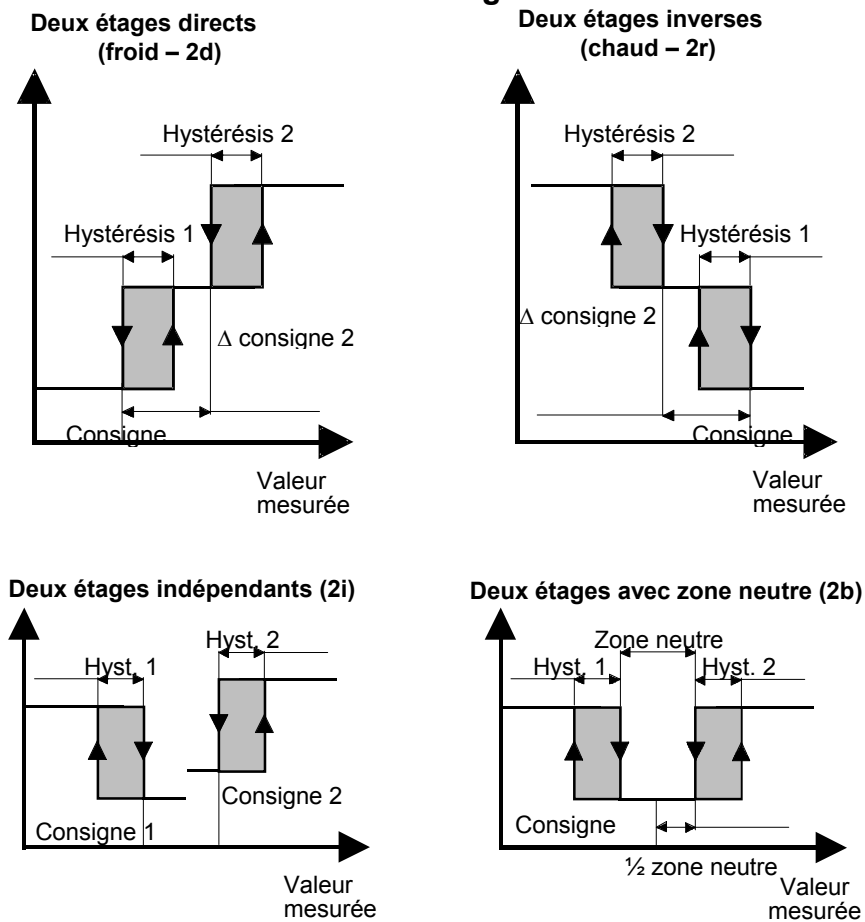 Deux étages directs
(froid – 2d)
Deux étages inverses
(chaud – 2r)
Hystérésis 2
Hystérésis 1
Δ consigne 2
Consigne
Valeur
mesurée
Hystérésis 2
Hystérésis 1
Δ consigne 2
Consigne
Valeur
mesurée
Deux étages indépendants (2i)
Hyst. 2
Hyst. 1
Consigne 2
Consigne 1
Valeur
mesurée
Deux étages avec zone neutre (2b)
Zone neutre
Hyst. 1
Hyst. 2
Consigne
½ zone neutre
Valeur
mesurée